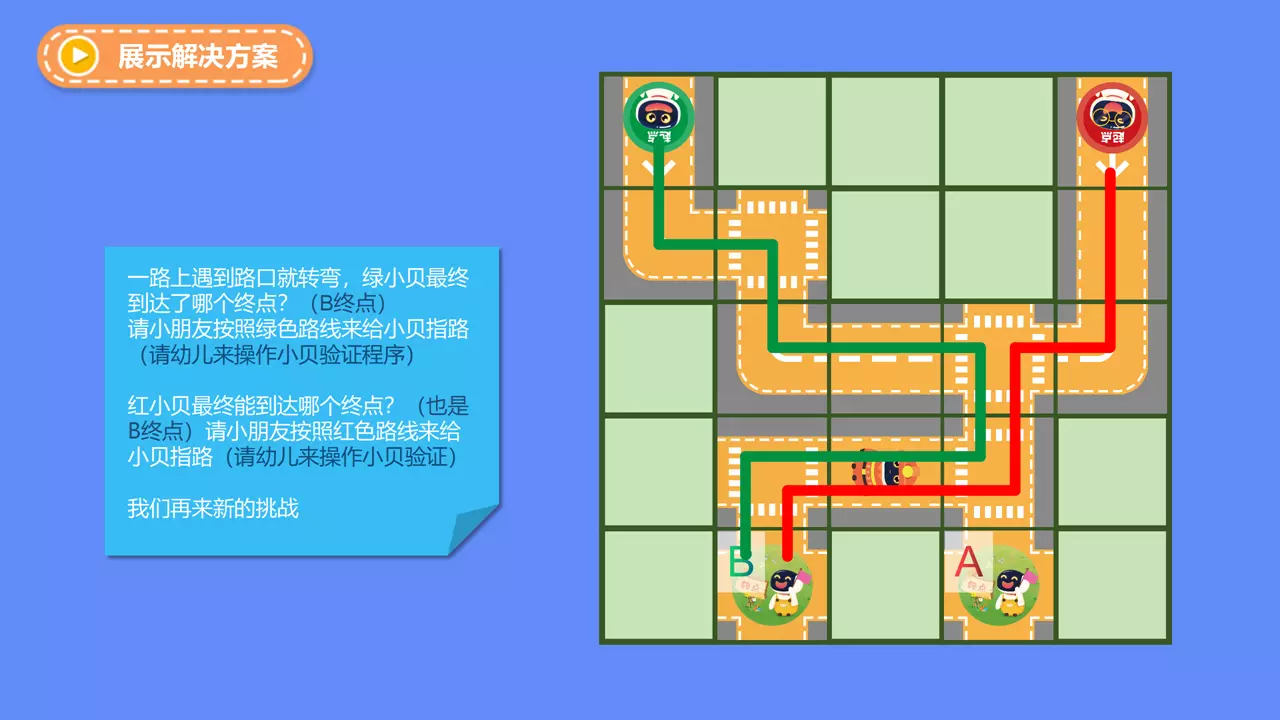 展示解决方案
起点
起点
一路上遇到路口就转弯，绿小贝最终
到达了哪个终点？（B终点）
请小朋友按照绿色路线来给小贝指路
（请幼儿来操作小贝验证程序）
红小贝最终能到达哪个终点？（也是
B终点）请小朋友按照红色路线来给
小贝指路（请幼儿来操作小贝验证）
我们再来新的挑战
B
A